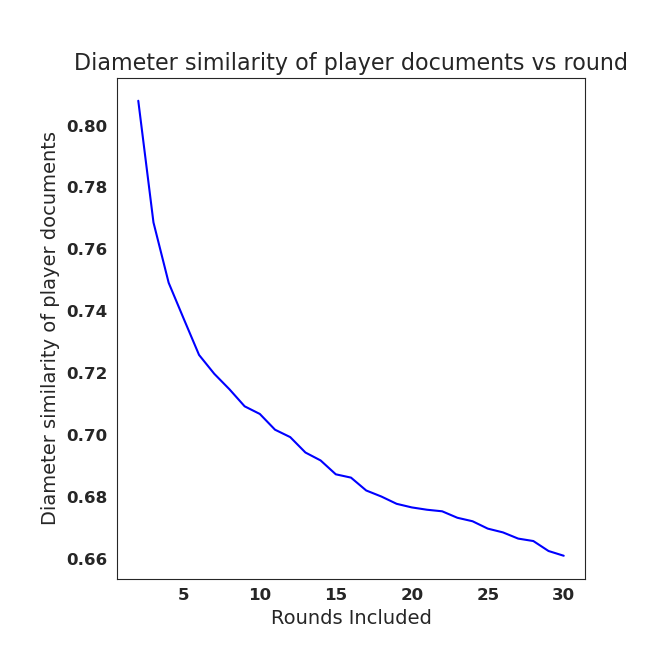 Diameter similarity of player documents vs round
Diameter similarity of player documents
0.80
0.78
0.76
0.74
0.72
0.70
0.68
0.66
5 10 15 20 25 30
Rounds Included